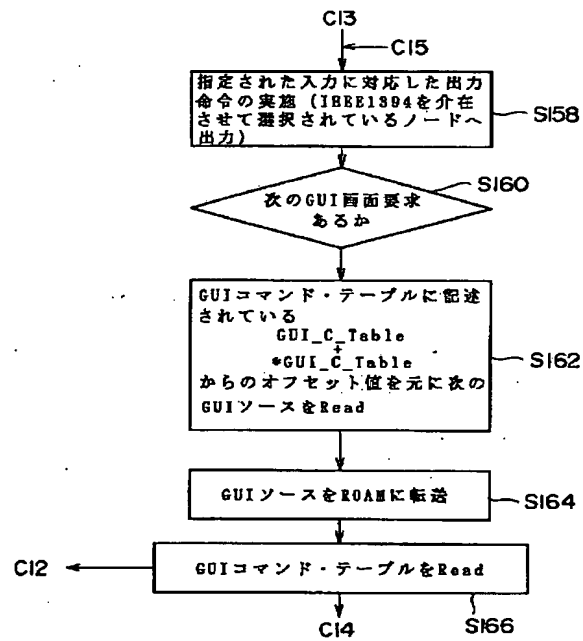 C13
C15
指定された入力に対応した出力
命令の実施（IEEE1394を介在
させて選択されているノードへ
出力）
S158
S160
次のGUI画面要求
あるか
GUIコマンド・テーブルに記述
されている
GUI_C_Table
+
*GUI_C_Table
からのオフセット値を元に次の
GUIソースをRead
S162
GUIソースをROAMに転送
S164
C12
GUIコマンド・テーブルをRead
S166
C14